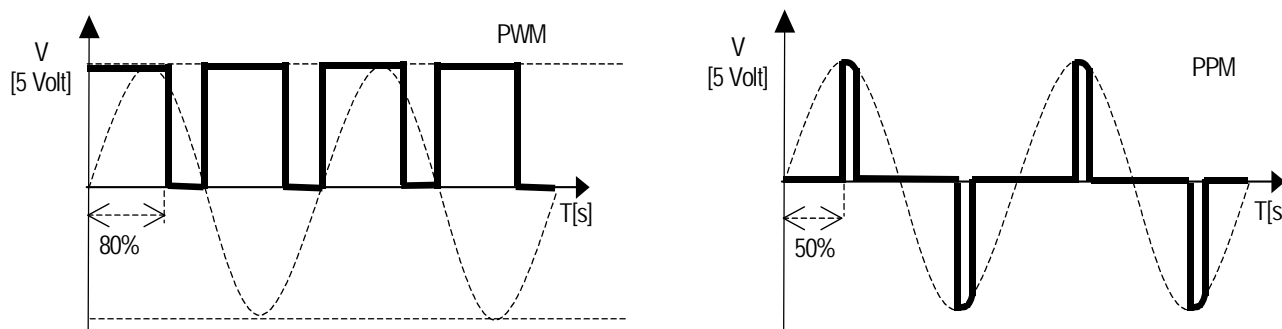 V
[5 Volt]
PWM
T[s]
80%
V
[5 Volt]
PPM
T[s
50%